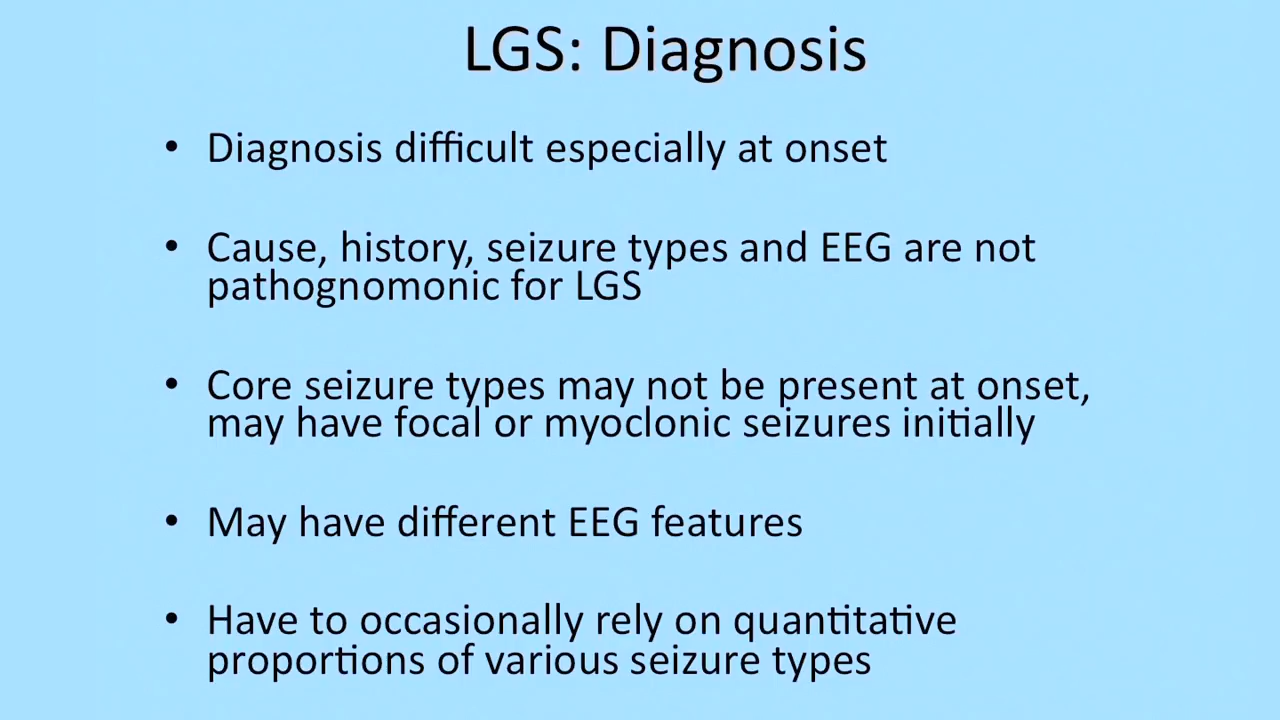 LGS: Diagnosis
• Diagnosis difficult especially at onset
• Cause, history, seizure types and EEG are not
pathognomonic for LGS
• Core seizure types may not be present at onset,
may have focal or myoclonic seizures initially
• May have different EEG features
• Have to occasionally rely on quantitative
proportions of various seizure types